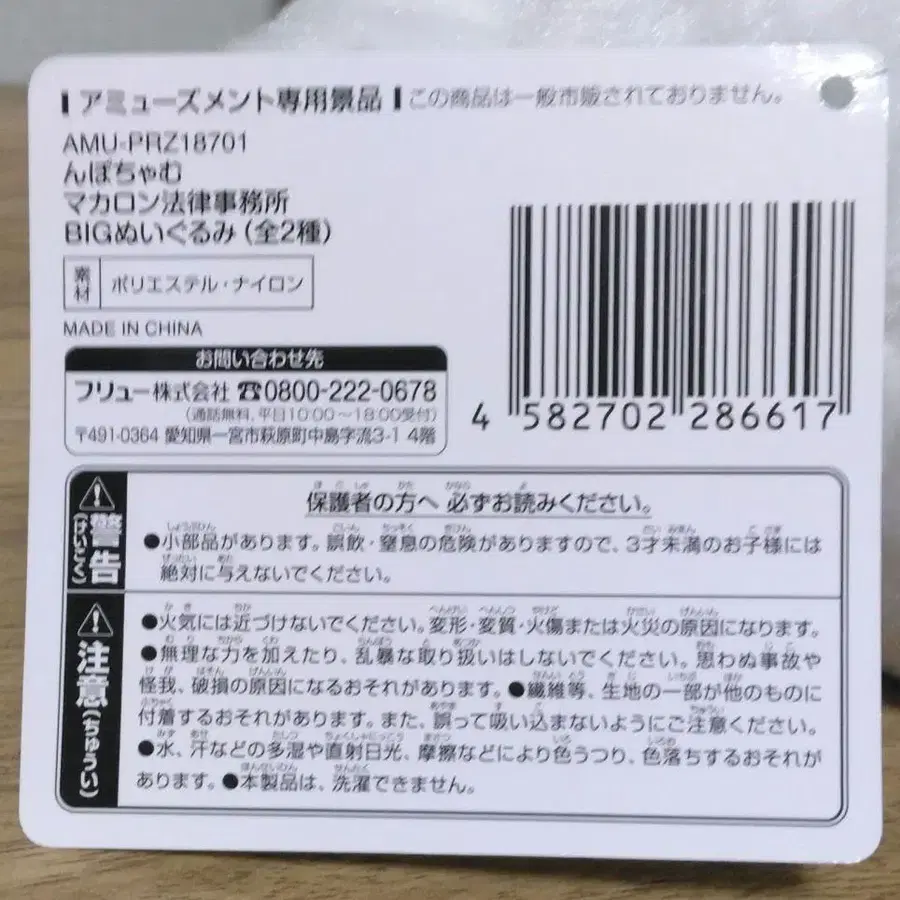 アミューズメント専用景品 この商品は一般市販されておりません。
AMU-PRZ18701
んぽちゃむ
マカロン法律事務所
BIGぬいぐるみ(全2種)
素材 ポリエステル・ナイロン
MADE IN CHINA
お問い合わせ先
フリュー株式会社 ☎0800-222-0678
(通話無料,平日10:00〜18:00受付)
〒491-0364 愛知県一宮市萩原町中島字流3-1 4階
4 582702 286617
⚠警告(けいこく)
保護者の方へ 必ずお読みください。
●小部品があります。誤飲・窒息の危険がありますので、3才未満のお子様には
絶対に与えないでください。
⚠注意(ちゅうい)
●火気には近づけないでください。変形・変質・火傷または火災の原因になります。
●無理な力を加えたり、乱暴な取り扱いはしないでください。思わぬ事故や
怪我、破損の原因になるおそれがあります。●繊維等、生地の一部が他のものに
付着するおそれがあります。また、誤って吸い込まないようにご注意ください。
●水、汗などの多湿や直射日光、摩擦などにより色うつり、色落ちするおそれが
あります。●本製品は、洗濯できません。